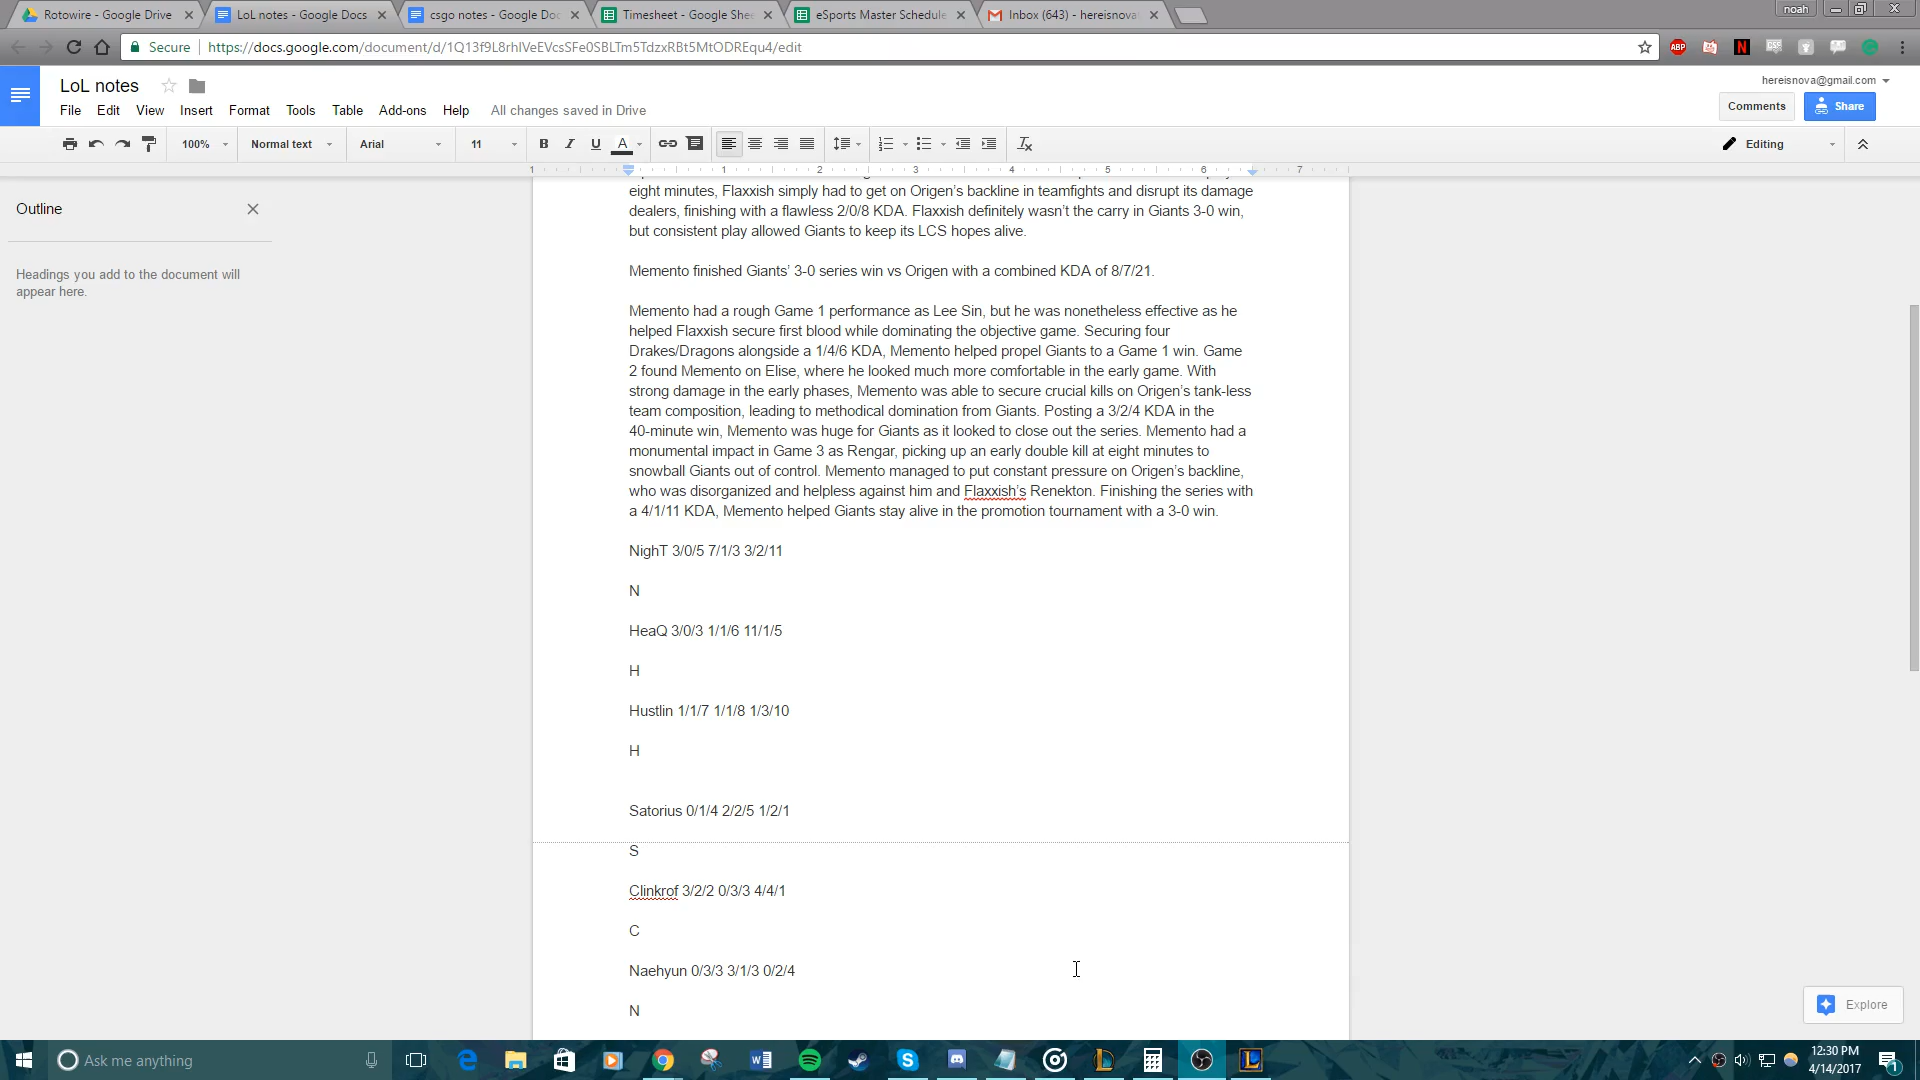 noah
Rotowire - Google Drive
LoL notes - Google Docs
csgo notes - Google Doc
Timesheet - Google Shee
eSports Master Schedule
Inbox (643) - hereisnova
Secure
https://docs.google.com/document/d/1Q13f9L8rhlVeEVcsSFe0SBLTm5TdzxRBt5MtODREqu4/edit
LoL notes
hereisnova@gmail.com
File Edit View Insert Format Tools Table Add-ons Help All changes saved in Drive
Comments
Share
100% Normal text Arial 11
Editing
1 1 2 3 4 5 6 7
Outline
Headings you add to the document will
appear here.
eight minutes, Flaxxish simply had to get on Origen's backline in teamfights and disrupt its damage
dealers, finishing with a flawless 2/0/8 KDA. Flaxxish definitely wasn't the carry in Giants 3-0 win,
but consistent play allowed Giants to keep its LCS hopes alive.
Memento finished Giants' 3-0 series win vs Origen with a combined KDA of 8/7/21.
Memento had a rough Game 1 performance as Lee Sin, but he was nonetheless effective as he
helped Flaxxish secure first blood while dominating the objective game. Securing four
Drakes/Dragons alongside a 1/4/6 KDA, Memento helped propel Giants to a Game 1 win. Game
2 found Memento on Elise, where he looked much more comfortable in the early game. With
strong damage in the early phases, Memento was able to secure crucial kills on Origen's tank-less
team composition, leading to methodical domination from Giants. Posting a 3/2/4 KDA in the
40-minute win, Memento was huge for Giants as it looked to close out the series. Memento had a
monumental impact in Game 3 as Rengar, picking up an early double kill at eight minutes to
snowball Giants out of control. Memento managed to put constant pressure on Origen's backline,
who was disorganized and helpless against him and Flaxxish's Renekton. Finishing the series with
a 4/1/11 KDA, Memento helped Giants stay alive in the promotion tournament with a 3-0 win.
NighT 3/0/5 7/1/3 3/2/11
N
HeaQ 3/0/3 1/1/6 11/1/5
H
Hustlin 1/1/7 1/1/8 1/3/10
H
Satorius 0/1/4 2/2/5 1/2/1
S
Clinkrof 3/2/2 0/3/3 4/4/1
C
Naehyun 0/3/3 3/1/3 0/2/4
N
Explore
Ask me anything
12:30 PM
4/14/2017